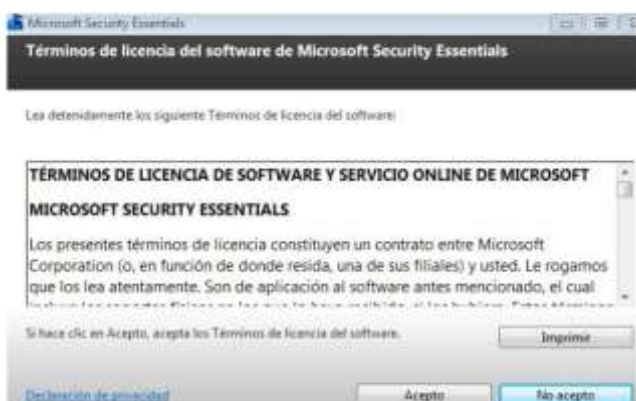 Microsoft Security Essentials
Términos de licencia del software de Microsoft Security Essentials
Lea detenidamente los siguiente Términos de licencia del software:
TÉRMINOS DE LICENCIA DE SOFTWARE Y SERVICIO ONLINE DE MICROSOFT
MICROSOFT SECURITY ESSENTIALS
Los presentes términos de licencia constituyen un contrato entre Microsoft
Corporation (o, en función de donde resida, una de sus filiales) y usted. Le rogamos
que los lea atentamente. Son de aplicación al software antes mencionado, el cual
Si hace clic en Acepto, acepta los Términos de licencia del software.
Imprimir
Declaración de privacidad
Acepto
No acepto